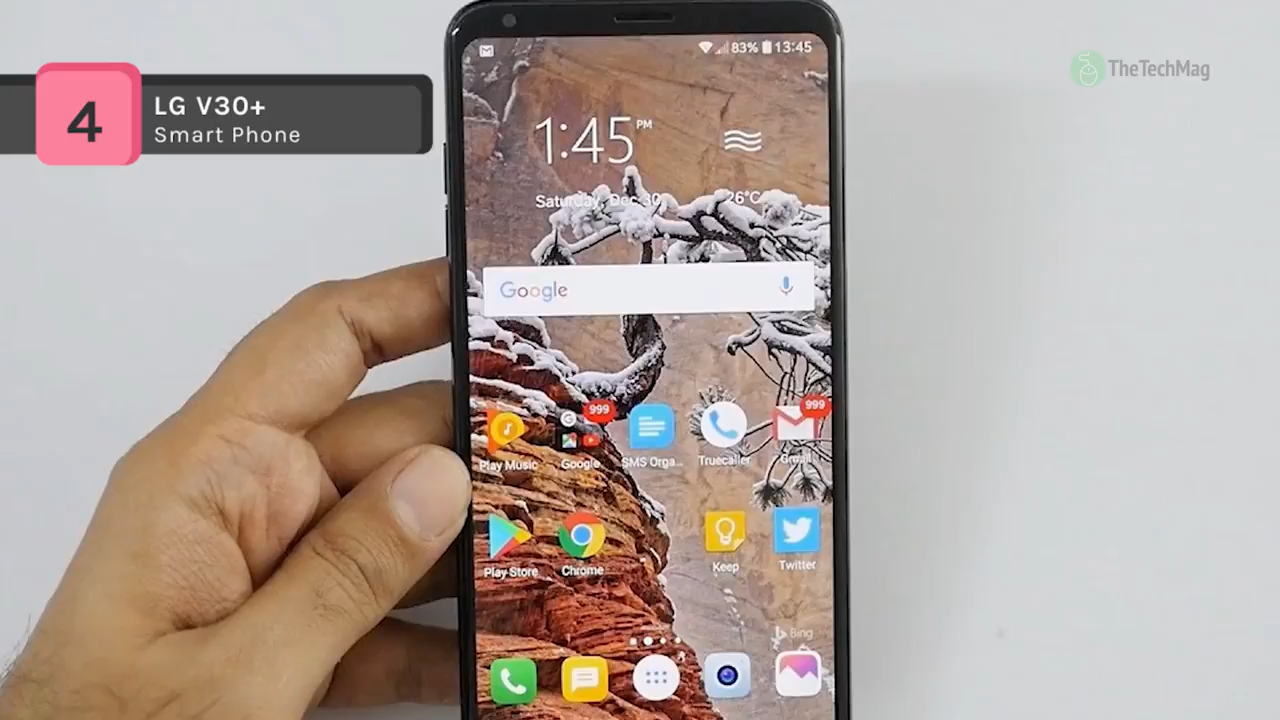 83% 13:45
4
LG V30+
Smart Phone
TheTechMag
1:45 PM
Saturday, Dec 30
26°C
Google
999
999
Play Music
Google
SMS Orga...
Truecaller
Gmail
Play Store
Chrome
Keep
Twitter
Bing